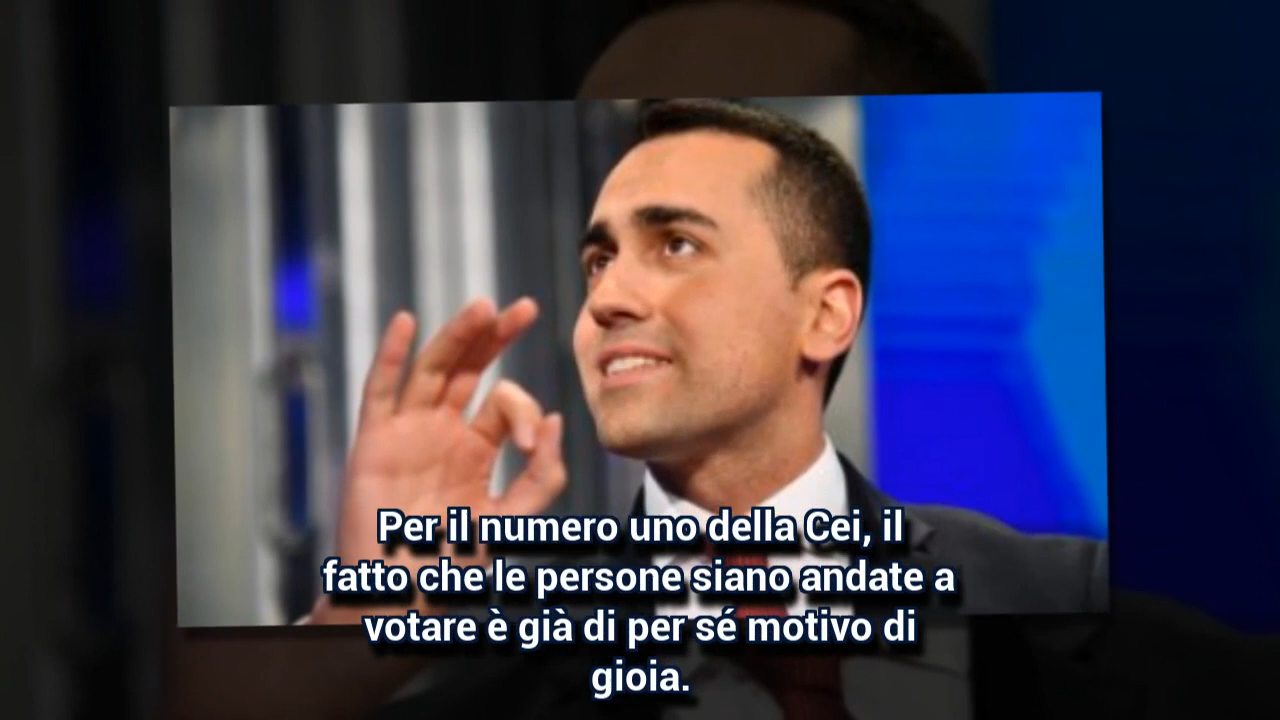 Per il numero uno della Cei, il
fatto che le persone siano andate a
votare è già di per sé motivo di
gioia.